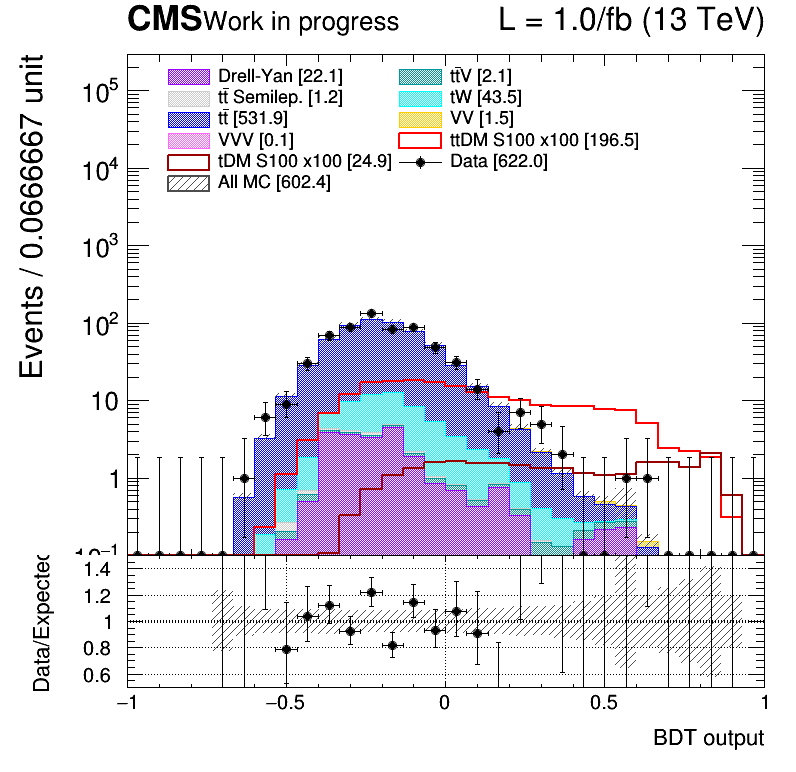 CMS Work in progress L = 1.0/fb (13 TeV)
Events / 0.0666667 unit
10⁵
10⁴
10³
10²
10
1
10⁻¹
Drell-Yan [22.1] tt̄V [2.1]
tt̄ Semilep. [1.2] tW [43.5]
tt̄ [531.9] VV [1.5]
VVV [0.1] ttDM S100 x100 [196.5]
tDM S100 x100 [24.9] Data [622.0]
All MC [602.4]
Data/Expected
1.4
1.2
1
0.8
0.6
−1 −0.5 0 0.5 1
BDT output